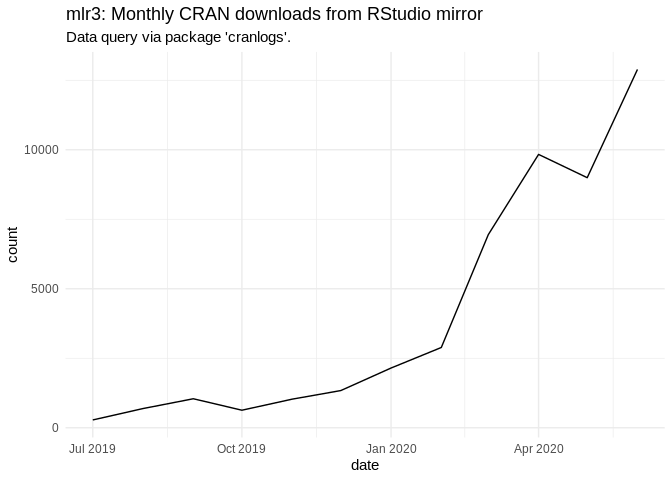 mlr3: Monthly CRAN downloads from RStudio mirror
Data query via package 'cranlogs'.
count
10000
5000
0
Jul 2019 Oct 2019 Jan 2020 Apr 2020
date